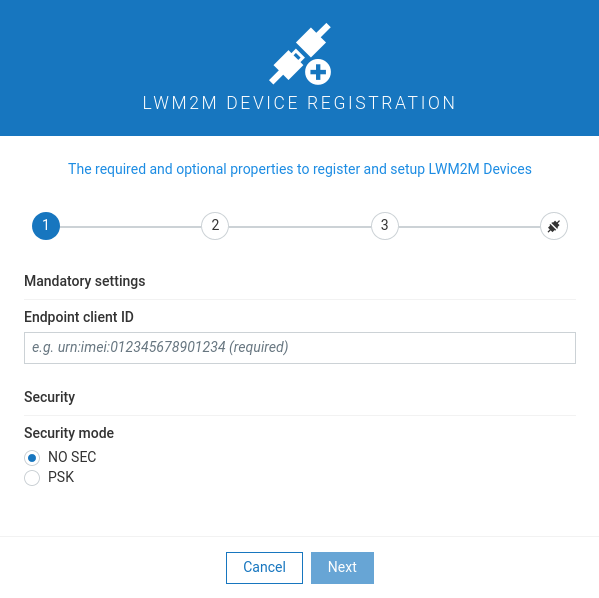 LWM2M DEVICE REGISTRATION
The required and optional properties to register and setup LWM2M Devices
1 2 3
Mandatory settings
Endpoint client ID
e.g. urn:imei:012345678901234 (required)
Security
Security mode
NO SEC
PSK
Cancel Next